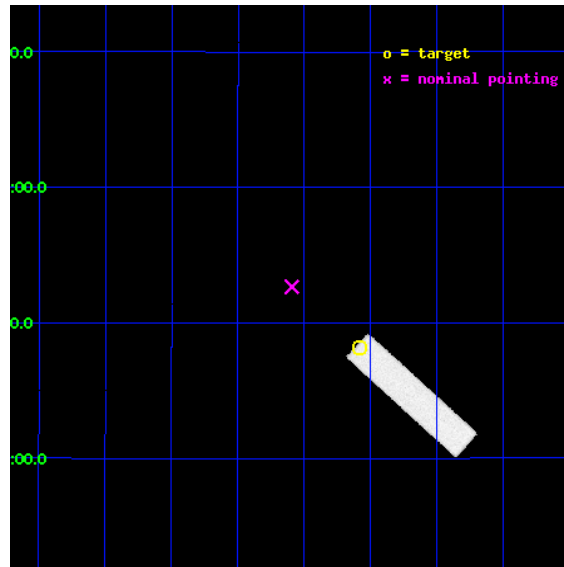 0.0
o = target
x = nominal pointing
:00.0
0.0
:00.0